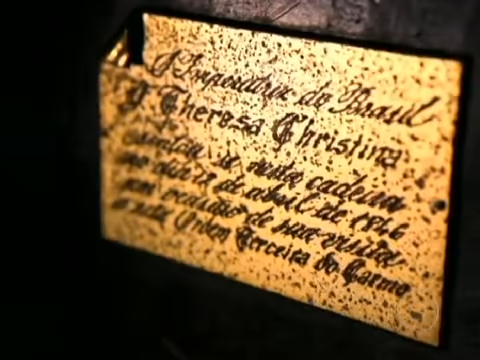 A Imperatriz do Brasil
D. Thereza Christina
sentou se nesta cadeira
no dia de abril de 1846
por occasião de sua visita
a esta Ordem Terceira do Carmo